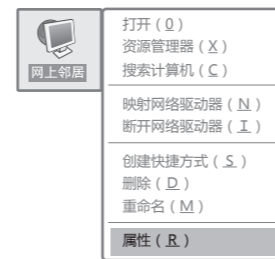 网上邻居
打开（0）
资源管理器（X）
搜索计算机（C）
映射网络驱动器（N）
断开网络驱动器（I）
创建快捷方式（S）
删除（D）
重命名（M）
属性（R）